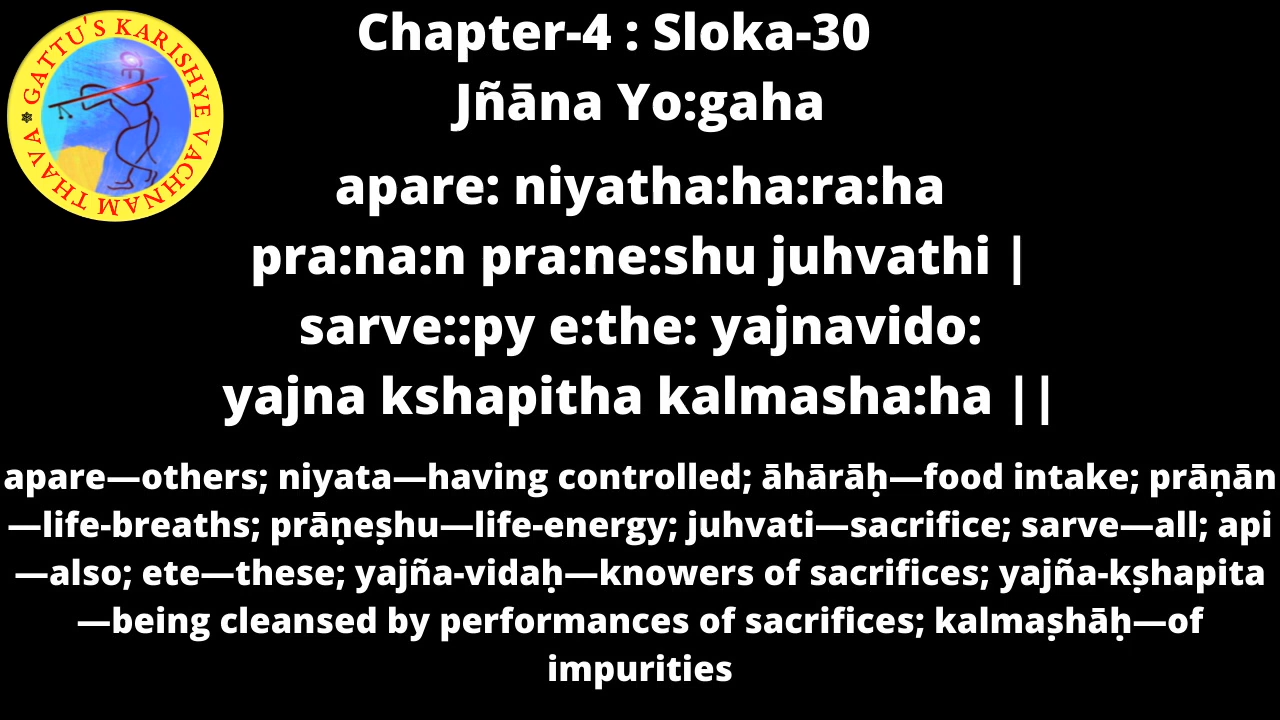 GATTU'S KARISHYE VACHNAM THAVA
Chapter-4 : Sloka-30
Jñāna Yo:gaha
apare: niyatha:ha:ra:ha
pra:na:n pra:ne:shu juhvathi |
sarve::py e:the: yajnavido:
yajna kshapitha kalmasha:ha ||
apare—others; niyata—having controlled; āhārāḥ—food intake; prāṇān
—life-breaths; prāṇeṣhu—life-energy; juhvati—sacrifice; sarve—all; api
—also; ete—these; yajña-vidaḥ—knowers of sacrifices; yajña-kṣhapita
—being cleansed by performances of sacrifices; kalmaṣhāḥ—of
impurities